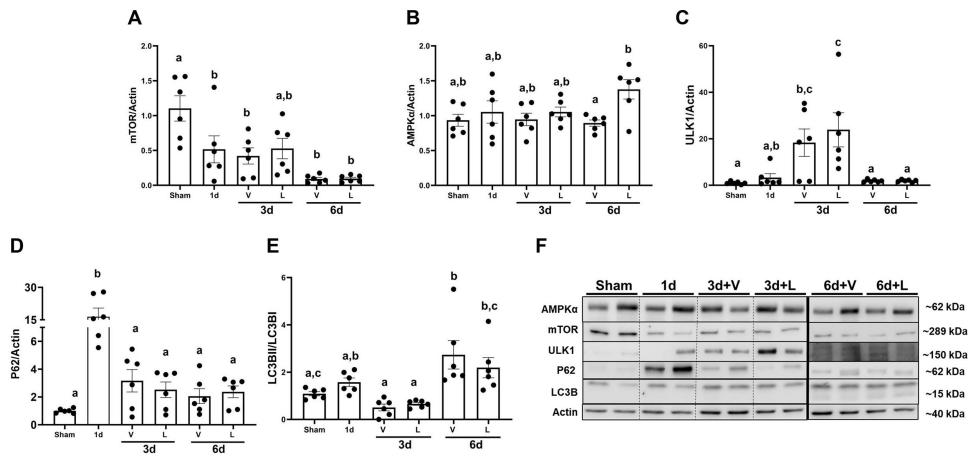 A
mTOR/Actin
2.0
1.5
1.0
0.5
0.0
a
b
b
a,b
b
b
Sham
1d
V
L
V
L
3d
6d
B
AMPKα/Actin
2.0
1.5
1.0
0.5
0.0
a,b
a,b
a,b
a,b
a
b
Sham
1d
V
L
V
L
3d
6d
C
ULK1/Actin
60
40
20
0
a
a,b
b,c
c
a
a
Sham
1d
V
L
V
L
3d
6d
D
P62/Actin
30
15
6
4
2
0
a
b
a
a
a
a
Sham
1d
V
L
V
L
3d
6d
E
LC3BII/LC3BI
6
4
2
0
a,c
a,b
a
a
b
b,c
Sham
1d
V
L
V
L
3d
6d
F
Sham 1d 3d+V 3d+L 6d+V 6d+L
AMPKα ~62 kDa
mTOR ~289 kDa
ULK1 ~150 kDa
P62 ~62 kDa
LC3B ~15 kDa
Actin ~40 kDa